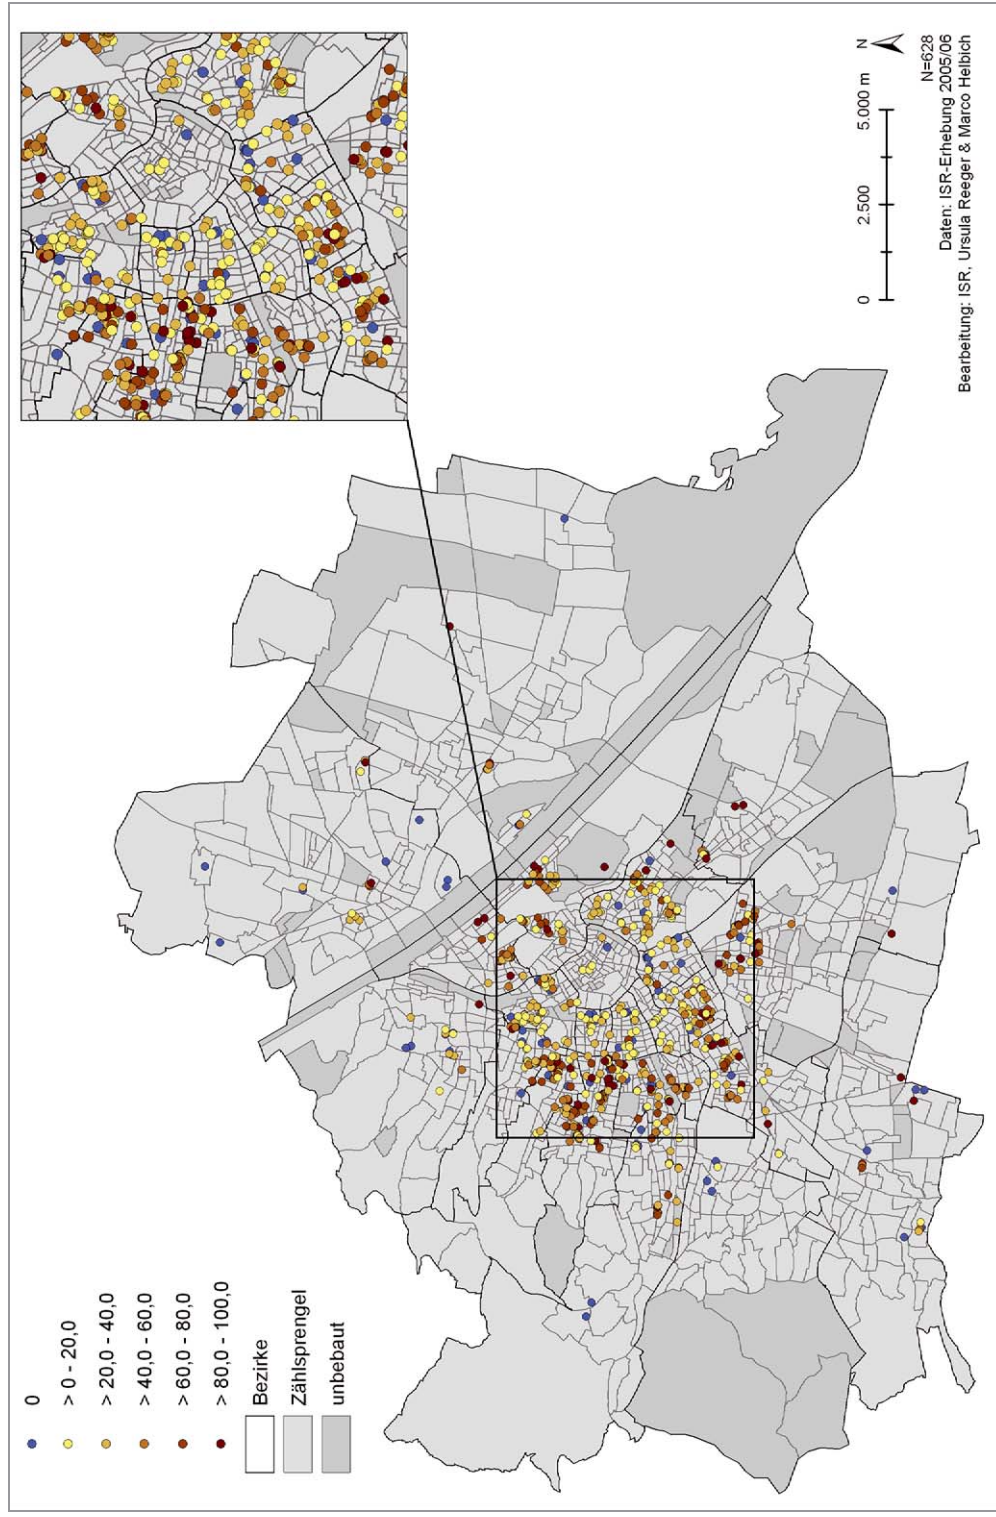 0
> 0 - 20,0
> 20,0 - 40,0
> 40,0 - 60,0
> 60,0 - 80,0
> 80,0 - 100,0
Bezirke
Zählsprengel
unbebaut
N
0 2.500 5.000 m
N=628
Daten: ISR-Erhebung 2005/06
Bearbeitung: ISR, Ursula Reeger & Marco Helbich